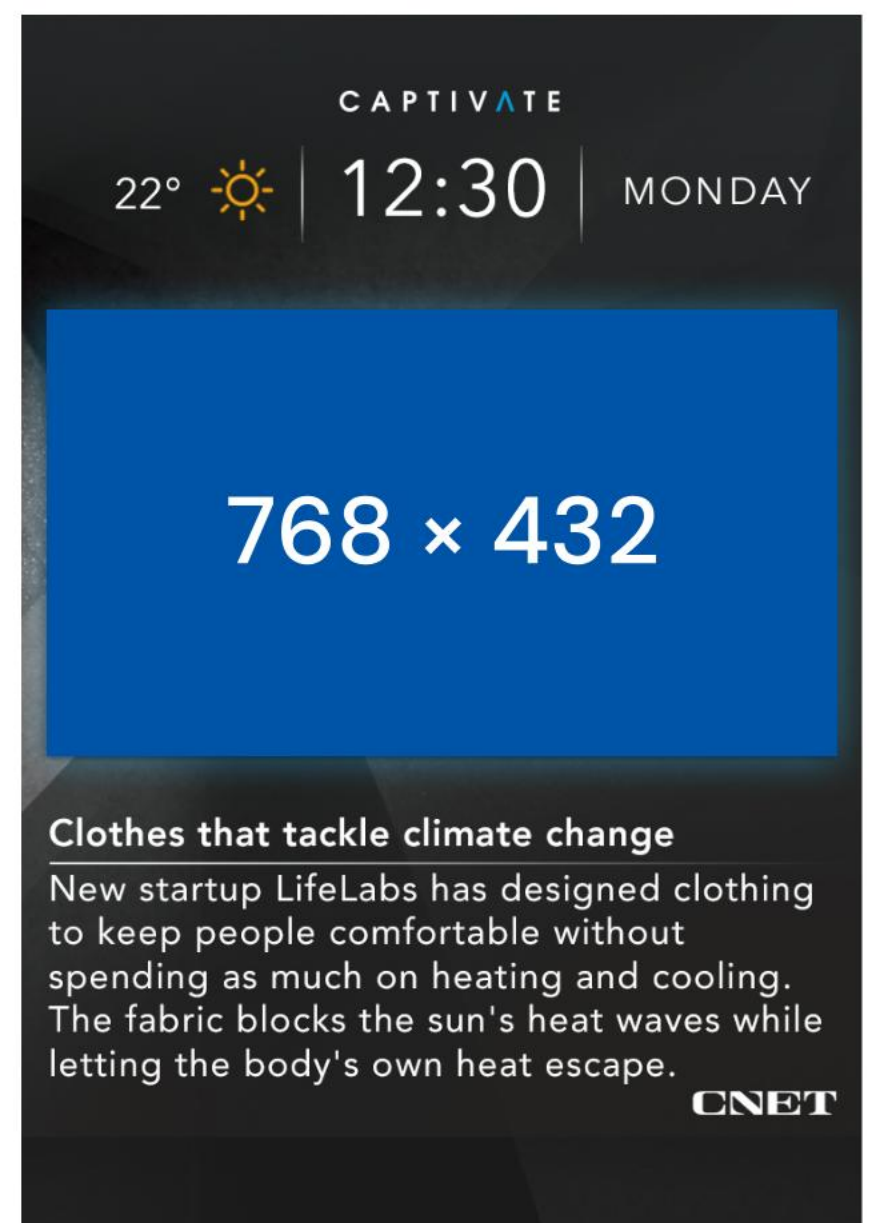 CAPTIVATE
22° 12:30 MONDAY
768 × 432
Clothes that tackle climate change
New startup LifeLabs has designed clothing
to keep people comfortable without
spending as much on heating and cooling.
The fabric blocks the sun's heat waves while
letting the body's own heat escape.
CNET